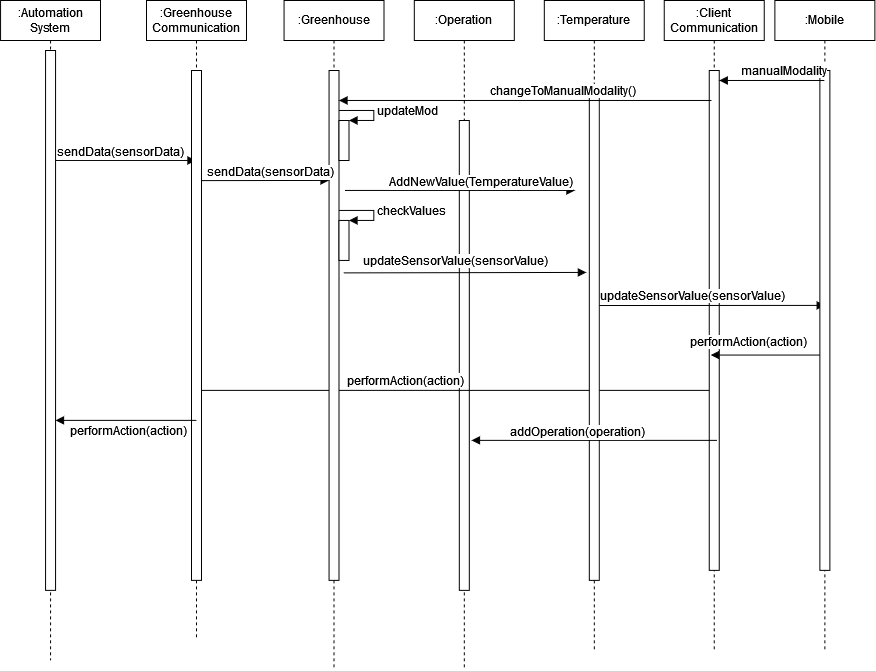 :Automation
System
:Greenhouse
Communication
:Greenhouse
:Operation
:Temperature
:Client
Communication
:Mobile
manualModality
changeToManualModality()
updateMod
sendData(sensorData)
sendData(sensorData)
AddNewValue(TemperatureValue)
checkValues
updateSensorValue(sensorValue)
updateSensorValue(sensorValue)
performAction(action)
performAction(action)
performAction(action)
addOperation(operation)